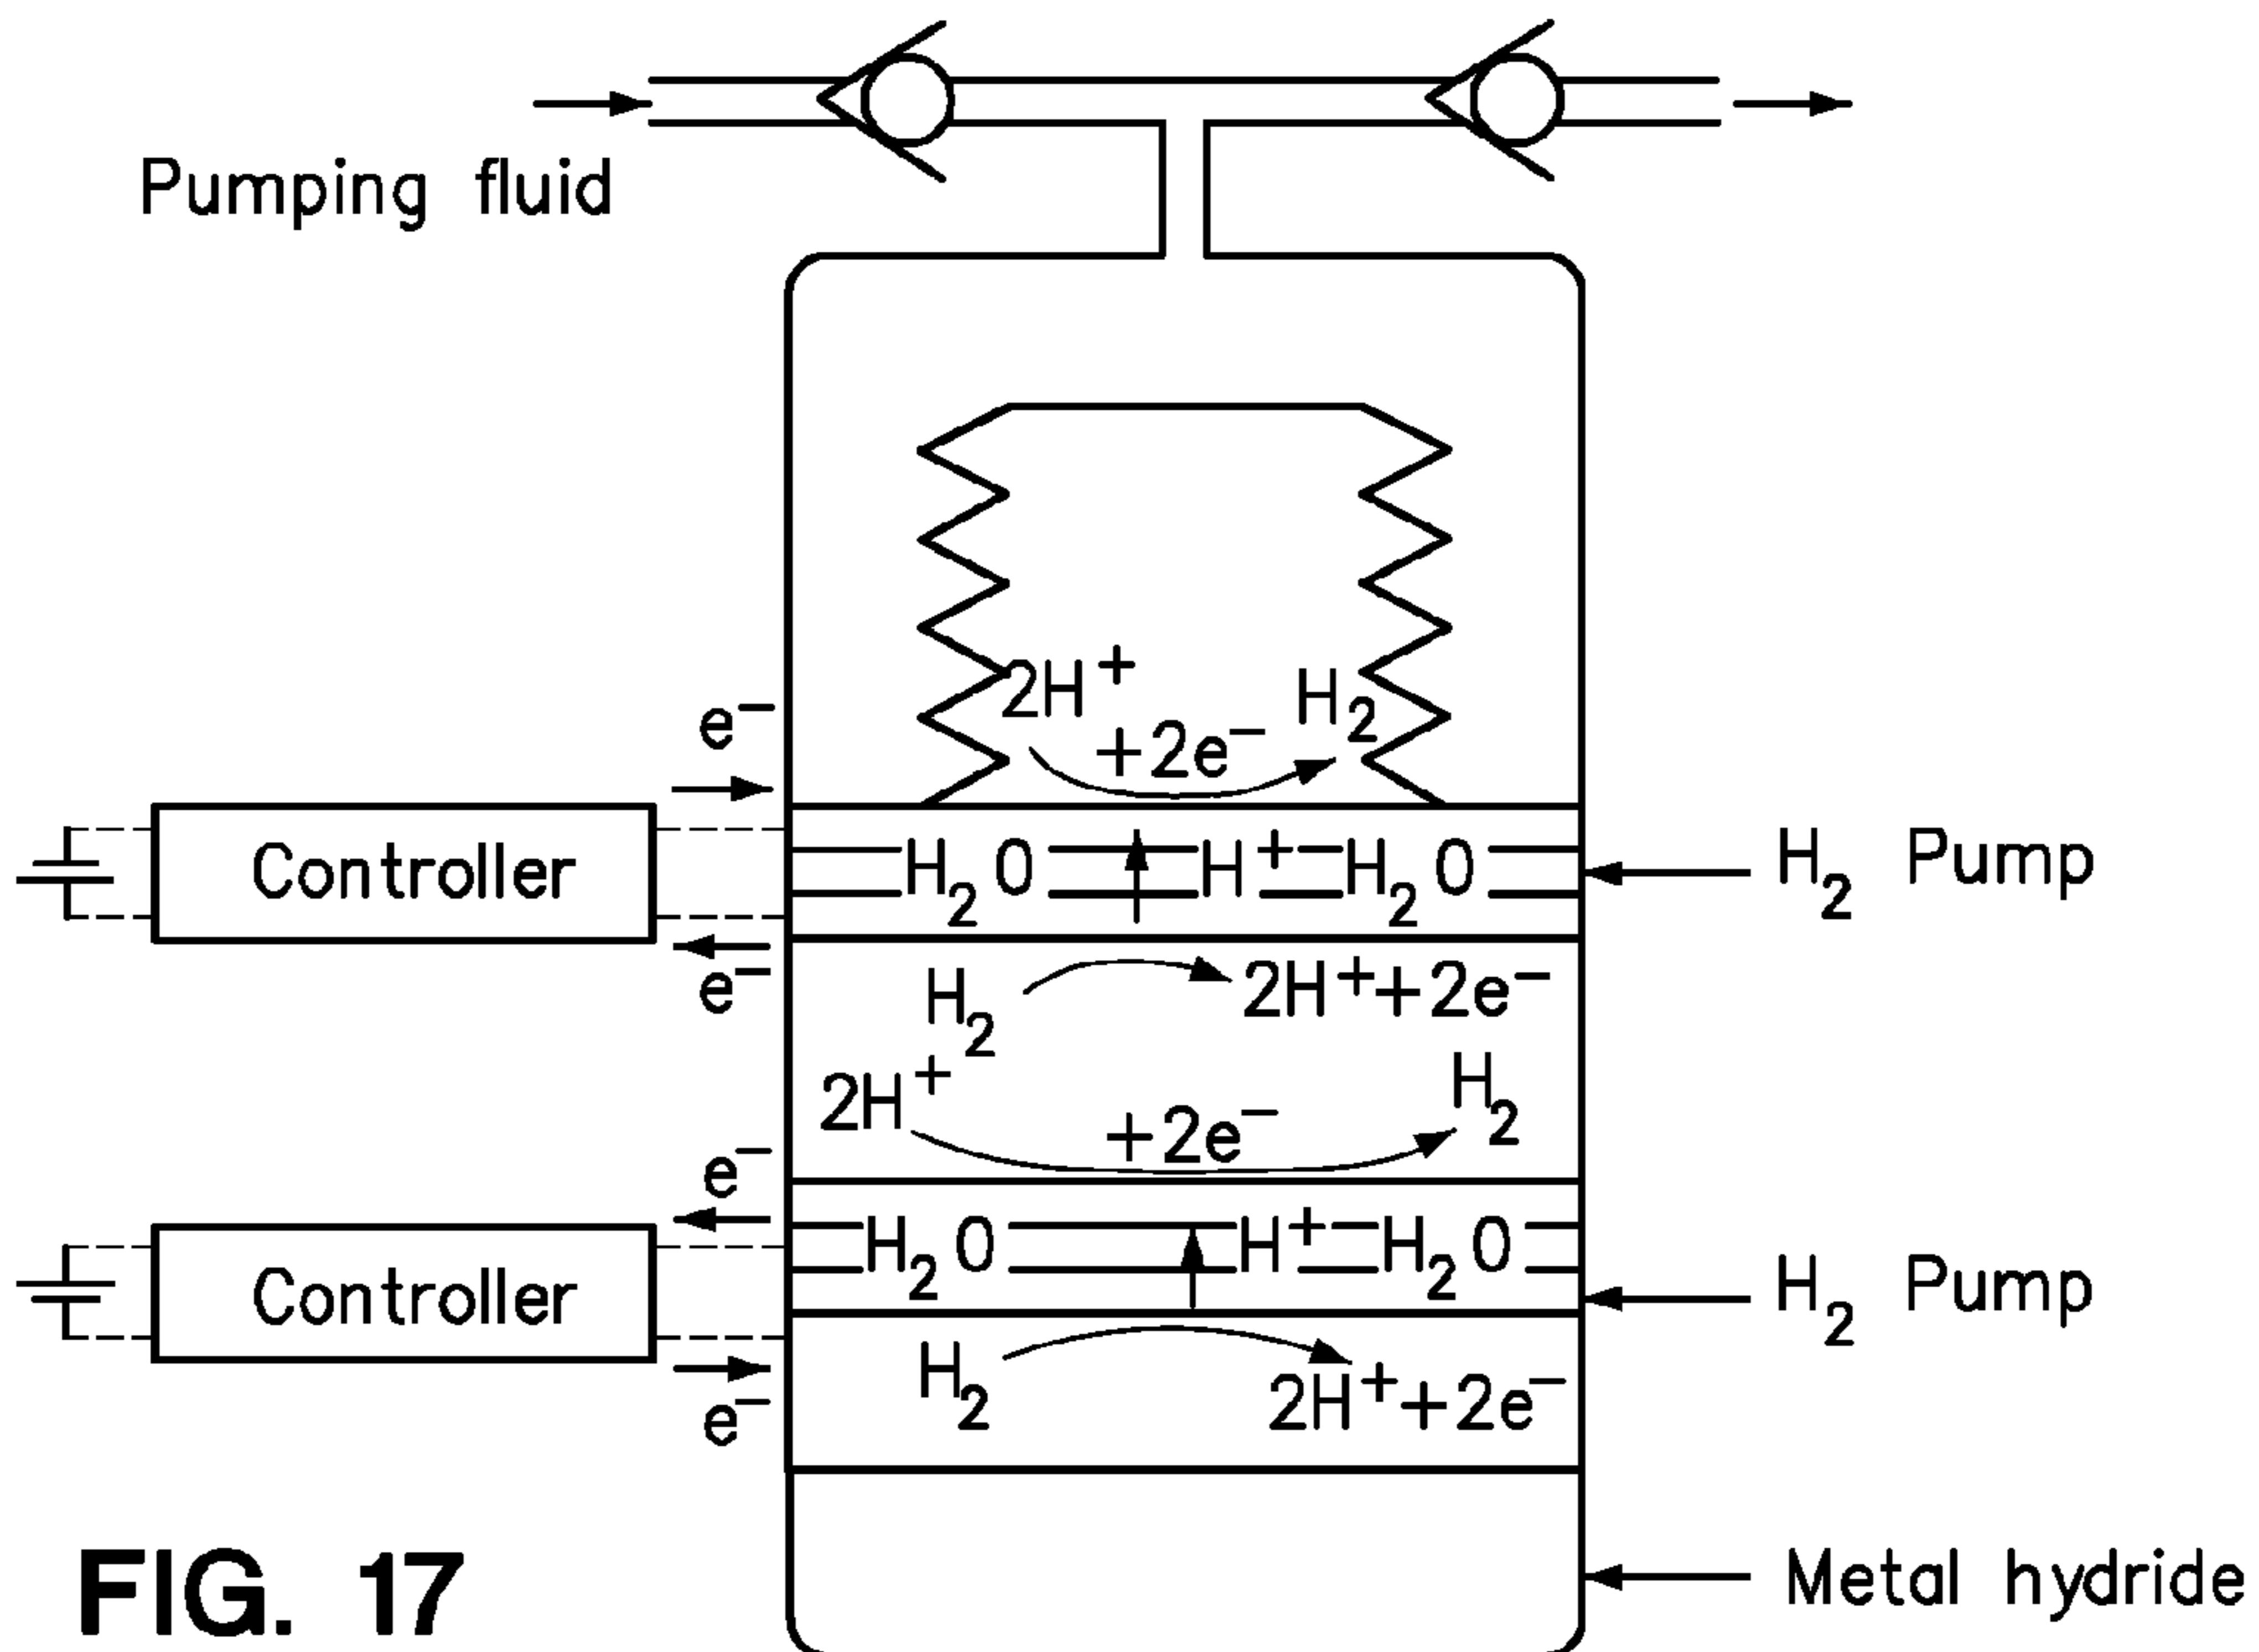 Pumping fluid
2H⁺ +2e⁻ H₂
e⁻
Controller
H₂O H⁺ H₂O
H₂ Pump
e⁻
H₂ 2H⁺+2e⁻
2H⁺ +2e⁻ H₂
e⁻
Controller
H₂O H⁺ H₂O
H₂ Pump
e⁻
H₂ 2H⁺+2e⁻
FIG. 17
Metal hydride